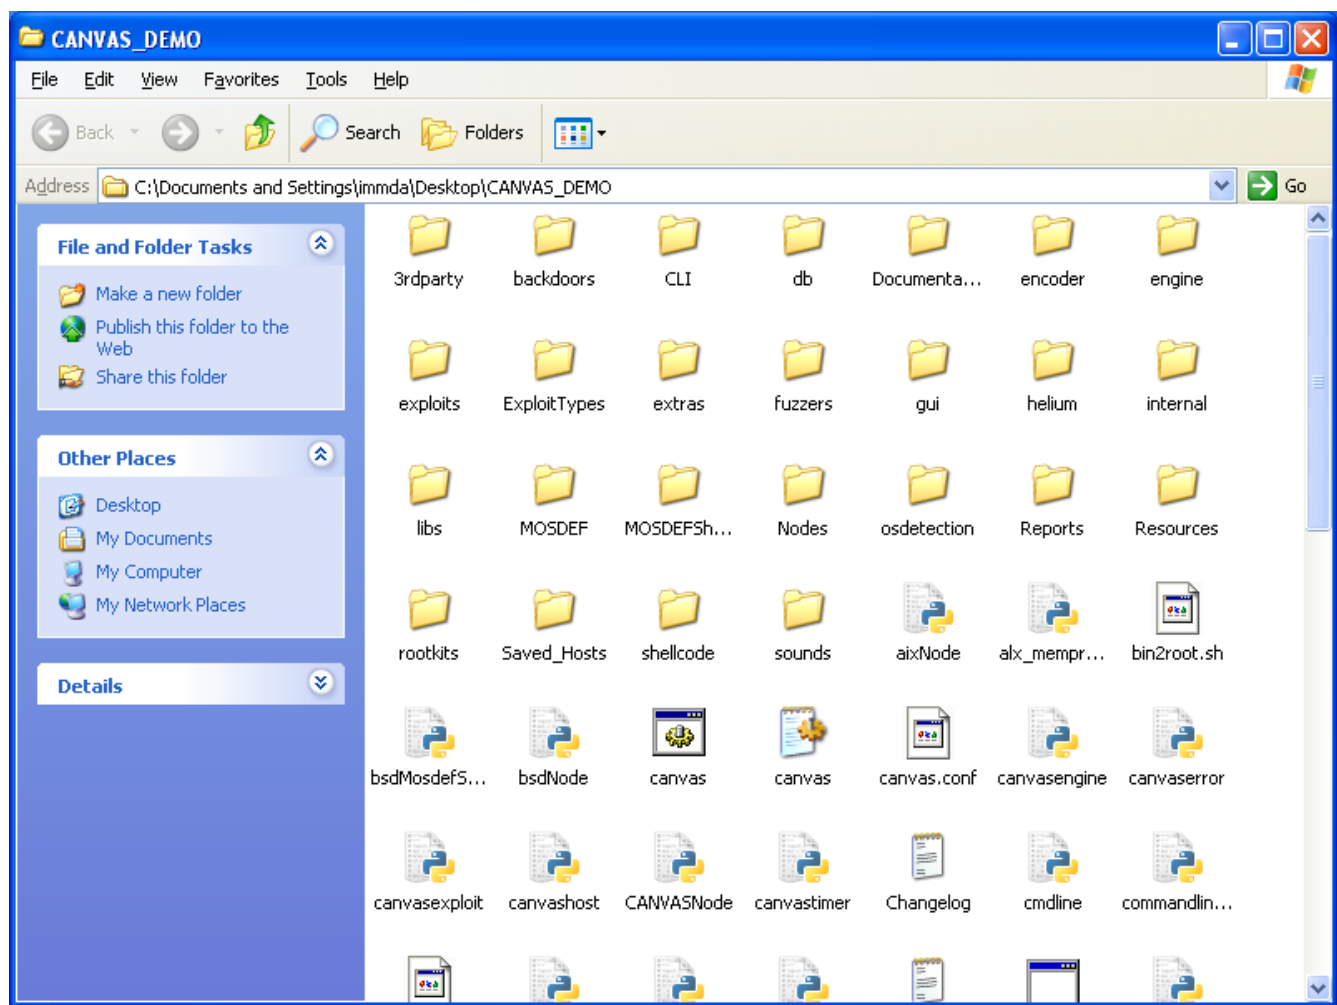 CANVAS_DEMO
File Edit View Favorites Tools Help
Back Search Folders
Address C:\Documents and Settings\immda\Desktop\CANVAS_DEMO Go
File and Folder Tasks
Make a new folder
Publish this folder to the
Web
Share this folder
Other Places
Desktop
My Documents
My Computer
My Network Places
Details
3rdparty backdoors CLI db Documenta... encoder engine
exploits ExploitTypes extras fuzzers gui helium internal
libs MOSDEF MOSDEFSh... Nodes osdetection Reports Resources
rootkits Saved_Hosts shellcode sounds aixNode alx_mempr... bin2root.sh
bsdMosdefS... bsdNode canvas canvas canvas.conf canvasengine canvaserror
canvasexploit canvashost CANVASNode canvastimer Changelog cmdline commandlin...